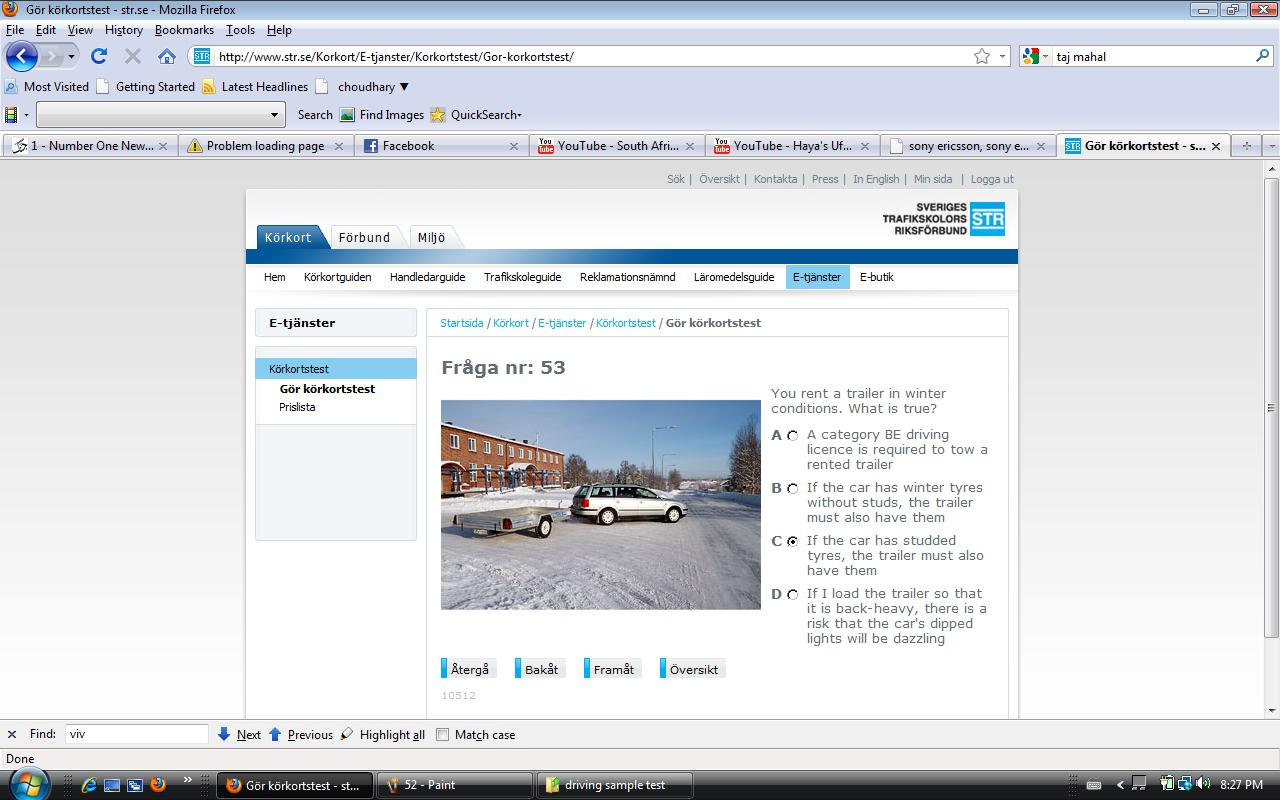 Gör körkortstest - str.se - Mozilla Firefox
File Edit View History Bookmarks Tools Help
STR http://www.str.se/Korkort/E-tjanster/Korkortstest/Gor-korkortstest/ taj mahal
Most Visited Getting Started Latest Headlines choudhary
Search Find Images QuickSearch
1 - Number One New... Problem loading page Facebook YouTube - South Afri... YouTube - Haya's Uf... sony ericsson, sony e... Gör körkortstest - s...
Sök | Översikt | Kontakta | Press | In English | Min sida | Logga ut
SVERIGES
TRAFIKSKOLORS
RIKSFÖRBUND
STR
Körkort Förbund Miljö
Hem Körkortguiden Handledarguide Trafikskoleguide Reklamationsnämnd Läromedelsguide E-tjänster E-butik
E-tjänster
Körkortstest
Gör körkortstest
Prislista
Startsida / Körkort / E-tjänster / Körkortstest / Gör körkortstest
Fråga nr: 53
You rent a trailer in winter
conditions. What is true?
A A category BE driving
licence is required to tow a
rented trailer
B If the car has winter tyres
without studs, the trailer
must also have them
C If the car has studded
tyres, the trailer must also
have them
D If I load the trailer so that
it is back-heavy, there is a
risk that the car's dipped
lights will be dazzling
Återgå Bakåt Framåt Översikt
10512
Find: viv Next Previous Highlight all Match case
Done
Gör körkortstest - st... 52 - Paint driving sample test 8:27 PM